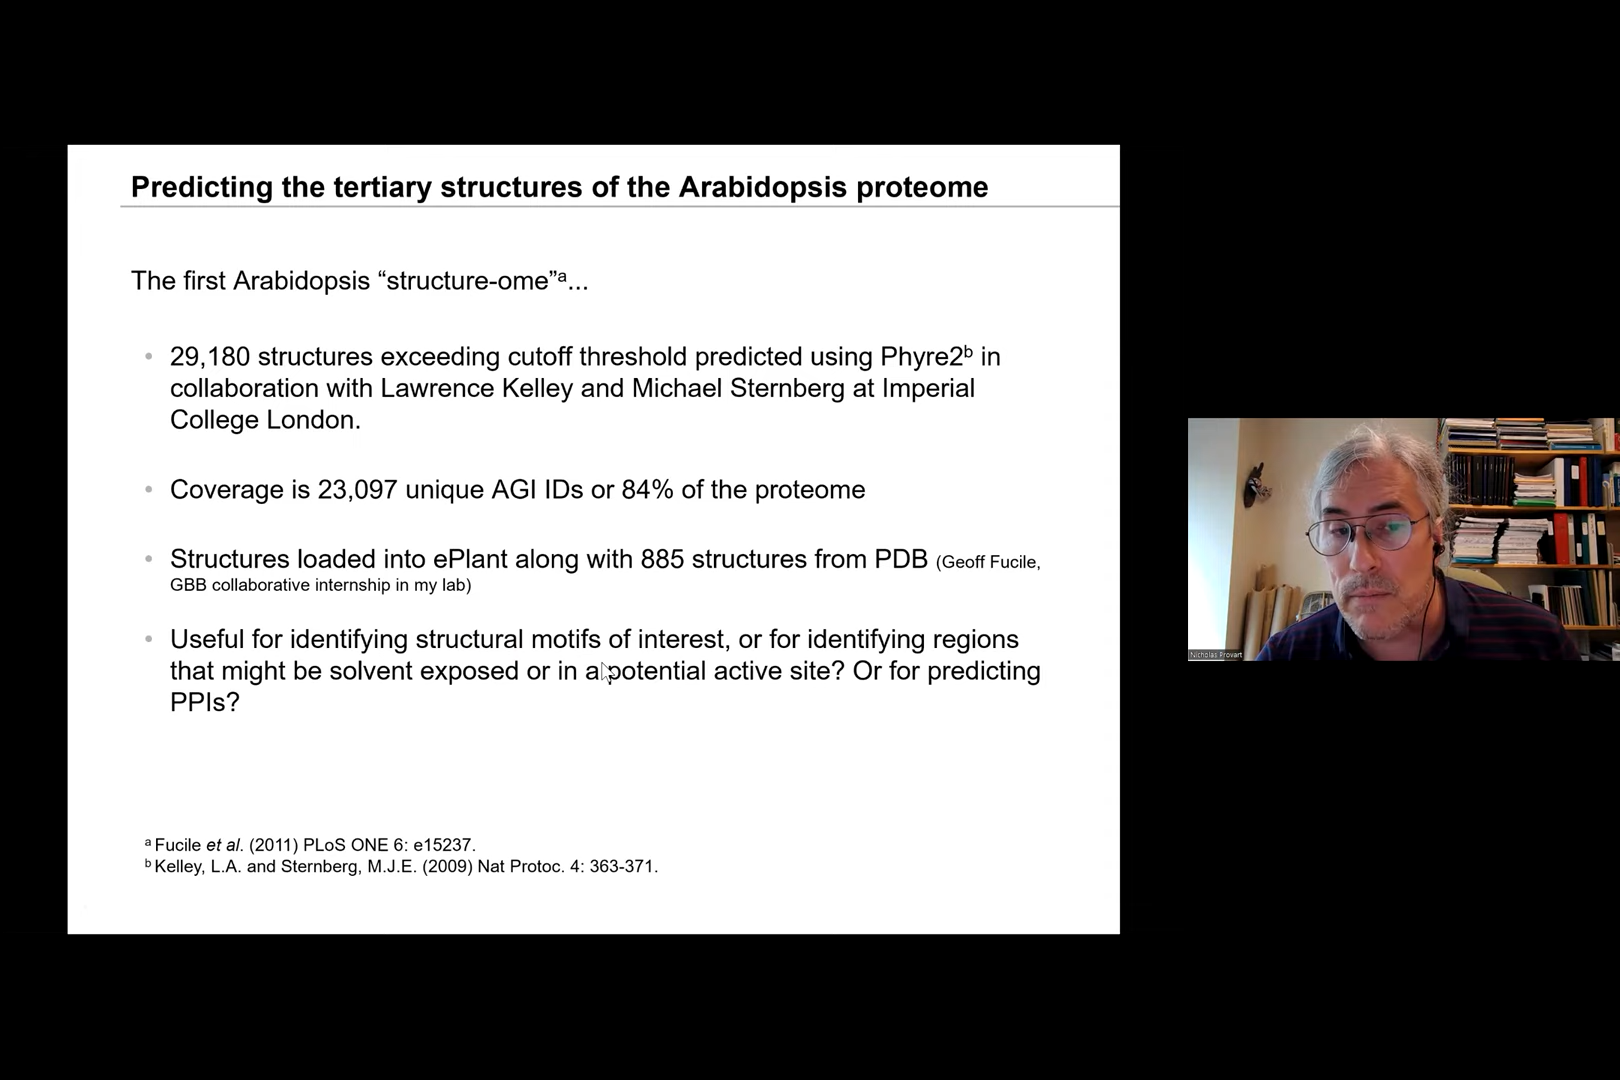 Predicting the tertiary structures of the Arabidopsis proteome
The first Arabidopsis “structure-ome”ᵃ...
• 29,180 structures exceeding cutoff threshold predicted using Phyre2ᵇ in
collaboration with Lawrence Kelley and Michael Sternberg at Imperial
College London.
• Coverage is 23,097 unique AGI IDs or 84% of the proteome
• Structures loaded into ePlant along with 885 structures from PDB (Geoff Fucile,
GBB collaborative internship in my lab)
• Useful for identifying structural motifs of interest, or for identifying regions
that might be solvent exposed or in a potential active site? Or for predicting
PPIs?
ᵃ Fucile et al. (2011) PLoS ONE 6: e15237.
ᵇ Kelley, L.A. and Sternberg, M.J.E. (2009) Nat Protoc. 4: 363-371.
Nicholas Provart